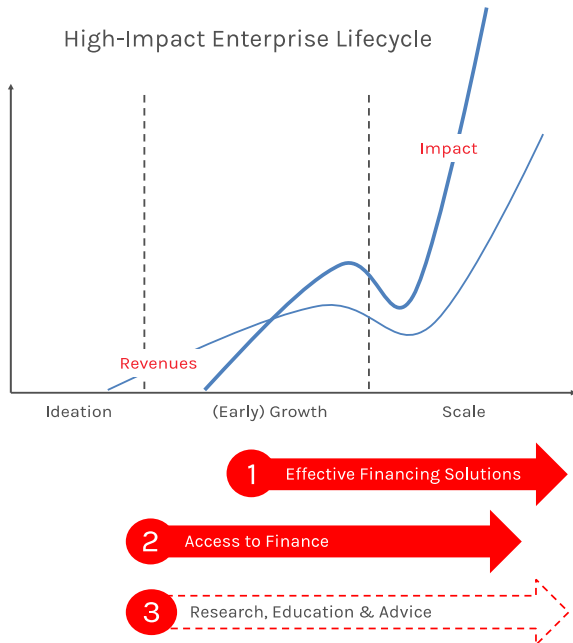 High-Impact Enterprise Lifecycle
Impact
Revenues
Ideation
(Early) Growth
Scale
1 Effective Financing Solutions
2 Access to Finance
3 Research, Education & Advice